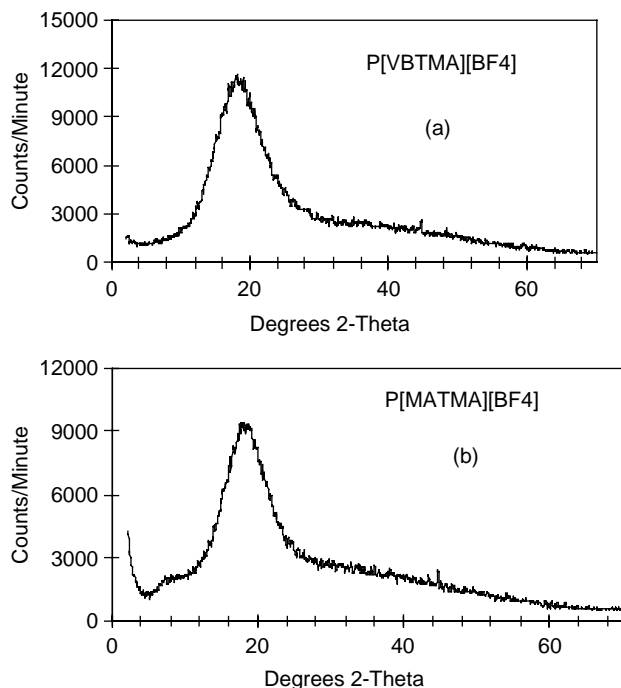 15000
P[VBTMA][BF4]
12000
(a)
9000
6000
3000
0
Counts/Minute
0 20 40 60
Degrees 2-Theta
12000
P[MATMA][BF4]
9000
(b)
6000
3000
0
Counts/Minute
0 20 40 60
Degrees 2-Theta